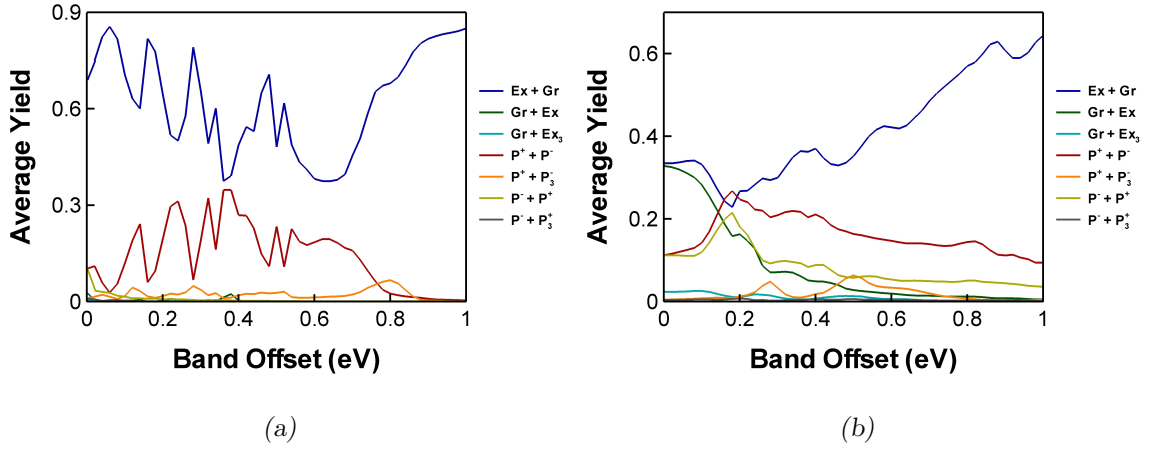 0.9
0.6
0.3
0
Average Yield
0
0.2
0.4
0.6
0.8
1
Band Offset (eV)
Ex + Gr
Gr + Ex
Gr + Ex₃
P⁺ + P⁻
P⁺ + P₃⁻
P⁻ + P⁺
P⁻ + P₃⁺
(a)
0.6
0.4
0.2
0
Average Yield
0
0.2
0.4
0.6
0.8
1
Band Offset (eV)
Ex + Gr
Gr + Ex
Gr + Ex₃
P⁺ + P⁻
P⁺ + P₃⁻
P⁻ + P⁺
P⁻ + P₃⁺
(b)